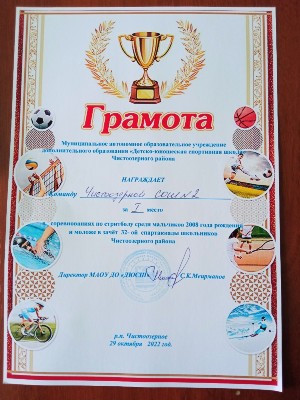 Грамота
Муниципальное автономное образовательное учреждение
дополнительного образования «Детско-юношеская спортивная школа»
Чистоозерного района
НАГРАЖДАЕТ
Команду Чистоозерной СОШ №2
за I место
в соревнованиях по стритболу среди мальчиков 2008 года рождения
и моложе в зачёт 32- ой спартакиады школьников
Чистоозерного района
Директор МАОУ ДО «ДЮСШ» С.К.Мещрманов
р.п. Чистоозерное
29 октября 2022 год.